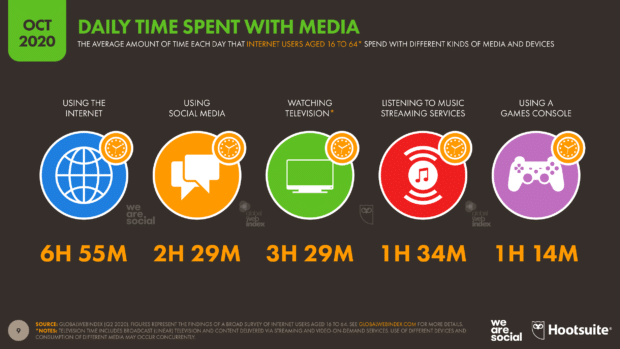 OCT
2020
DAILY TIME SPENT WITH MEDIA
THE AVERAGE AMOUNT OF TIME EACH DAY THAT INTERNET USERS AGED 16 TO 64* SPEND WITH DIFFERENT KINDS OF MEDIA AND DEVICES
USING THE
INTERNET
USING
SOCIAL MEDIA
WATCHING
TELEVISION*
LISTENING TO MUSIC
STREAMING SERVICES
USING A
GAMES CONSOLE
we
are.
social
global
web
index
6H 55M
2H 29M
3H 29M
1H 34M
1H 14M
9
SOURCE: GLOBALWEBINDEX (Q2 2020). FIGURES REPRESENT THE FINDINGS OF A BROAD SURVEY OF INTERNET USERS AGED 16 TO 64. SEE GLOBALWEBINDEX.COM FOR MORE DETAILS.
*NOTES: TELEVISION TIME INCLUDES BROADCAST (LINEAR) TELEVISION AND CONTENT DELIVERED VIA STREAMING AND VIDEO-ON-DEMAND SERVICES. USE OF DIFFERENT DEVICES AND
CONSUMPTION OF DIFFERENT MEDIA MAY OCCUR CONCURRENTLY.
we
are.
social
Hootsuite®